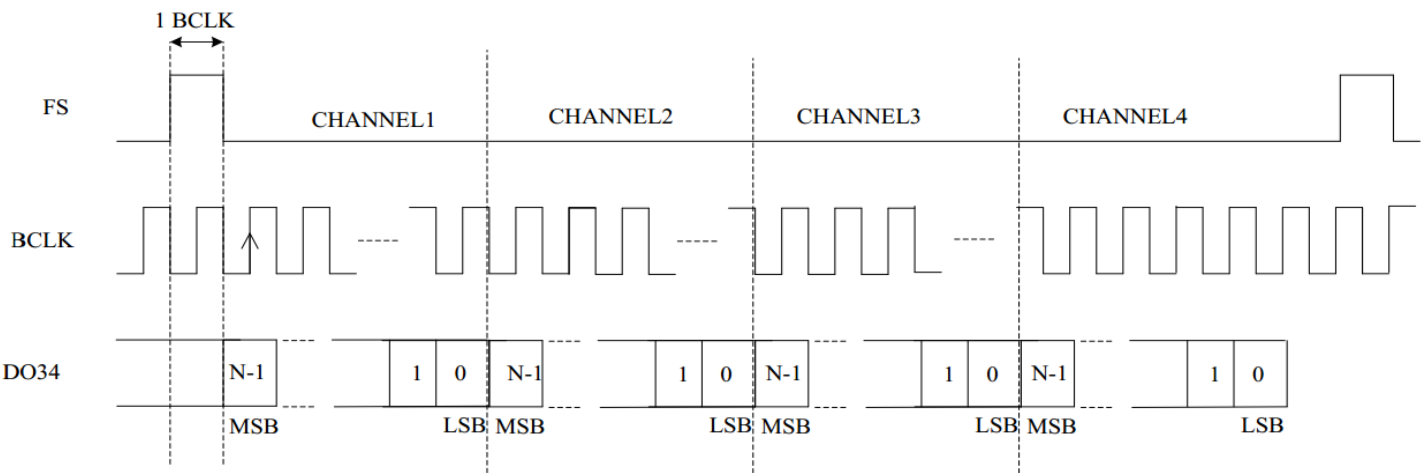 1 BCLK
FS
CHANNEL1 CHANNEL2 CHANNEL3 CHANNEL4
BCLK
DO34
N-1 1 0 N-1 1 0 N-1 1 0 N-1 1 0
MSB LSB MSB LSB MSB LSB MSB LSB